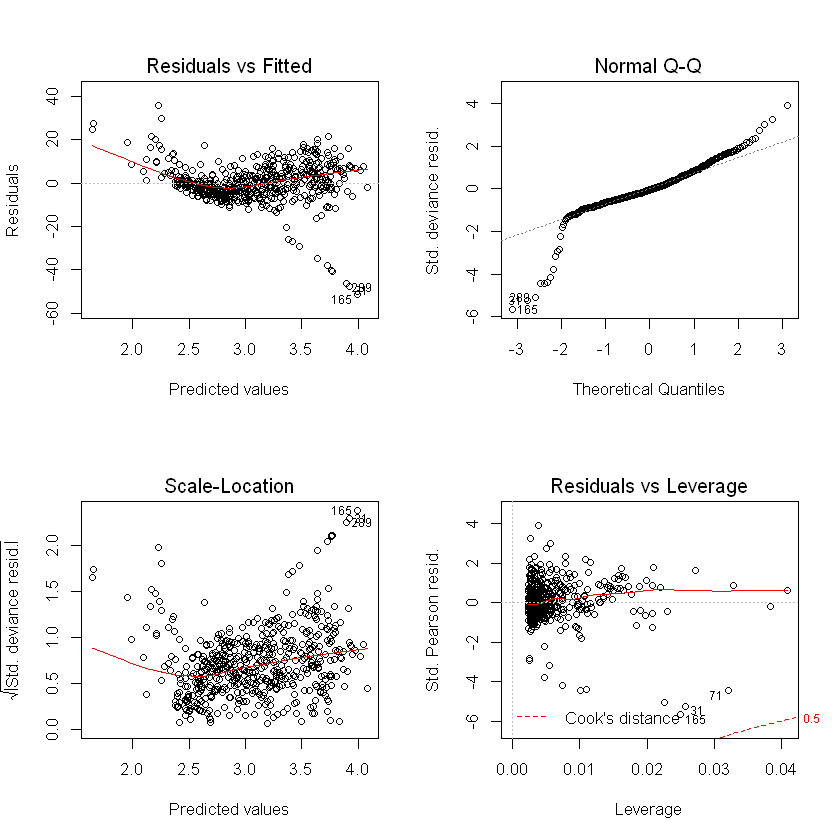 Residuals vs Fitted
Residuals
40
20
0
-20
-40
-60
2.0 2.5 3.0 3.5 4.0
Predicted values
165
Normal Q-Q
Std. deviance resid.
4
2
0
-2
-4
-6
-3 -2 -1 0 1 2 3
Theoretical Quantiles
165
Scale-Location
√|Std. deviance resid.|
2.0
1.5
1.0
0.5
0.0
2.0 2.5 3.0 3.5 4.0
Predicted values
165
Residuals vs Leverage
Std. Pearson resid.
4
2
0
-2
-4
-6
0.00 0.01 0.02 0.03 0.04
Leverage
71
31
165
Cook's distance
0.5